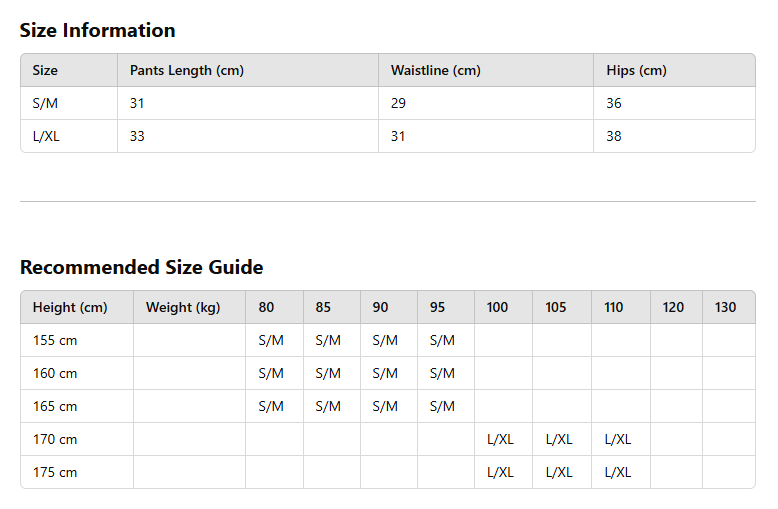 Size Information
Size Pants Length (cm) Waistline (cm) Hips (cm)
S/M 31 29 36
L/XL 33 31 38
Recommended Size Guide
Height (cm) Weight (kg) 80 85 90 95 100 105 110 120 130
155 cm S/M S/M S/M S/M
160 cm S/M S/M S/M S/M
165 cm S/M S/M S/M S/M
170 cm L/XL L/XL L/XL
175 cm L/XL L/XL L/XL